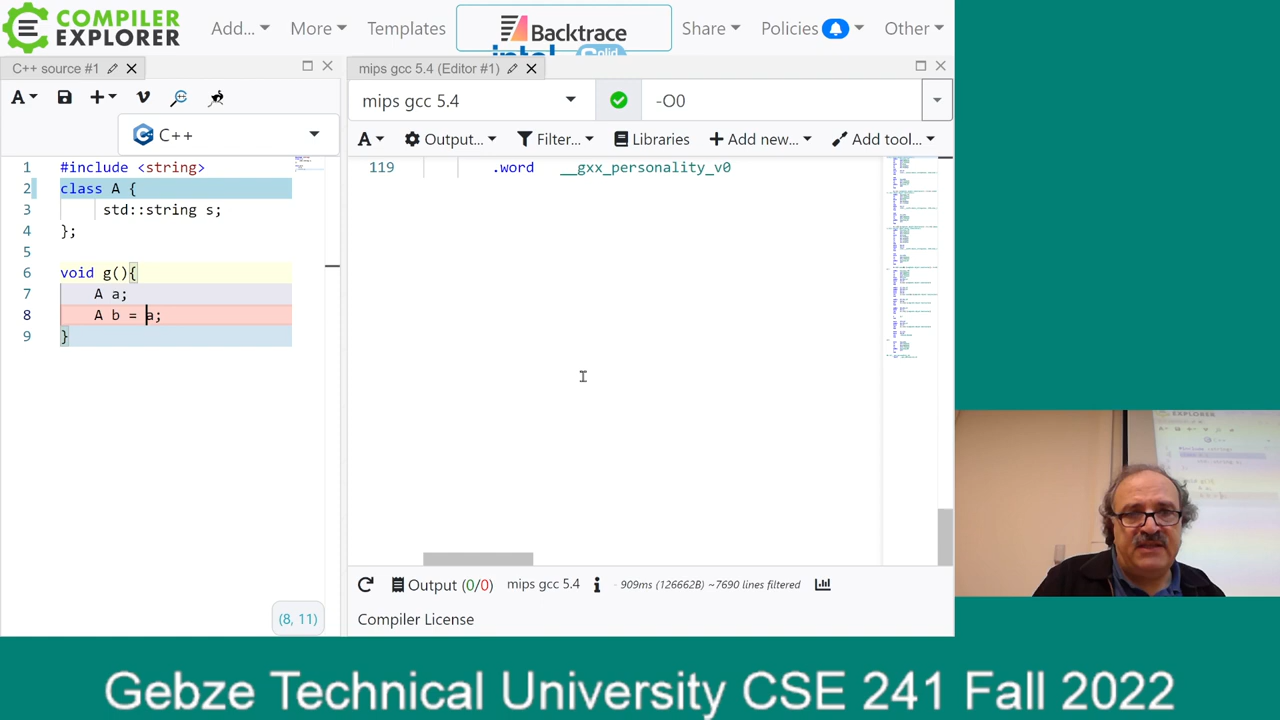 COMPILER
EXPLORER
Add... More Templates
Backtrace
intel Solid
Share Policies Other
C++ source #1
mips gcc 5.4 (Editor #1)
A
mips gcc 5.4
-O0
C++
A Output... Filter... Libraries Add new... Add tool...
1 #include <string>
2 class A {
3 std::string s;
4 };
5
6 void g(){
7 A a;
8 A b = a;
9 }
119 .word __gxx_personality_v0
(8, 11)
Output (0/0) mips gcc 5.4 - 909ms (126662B) ~7690 lines filtered
Compiler License
Gebze Technical University CSE 241 Fall 2022